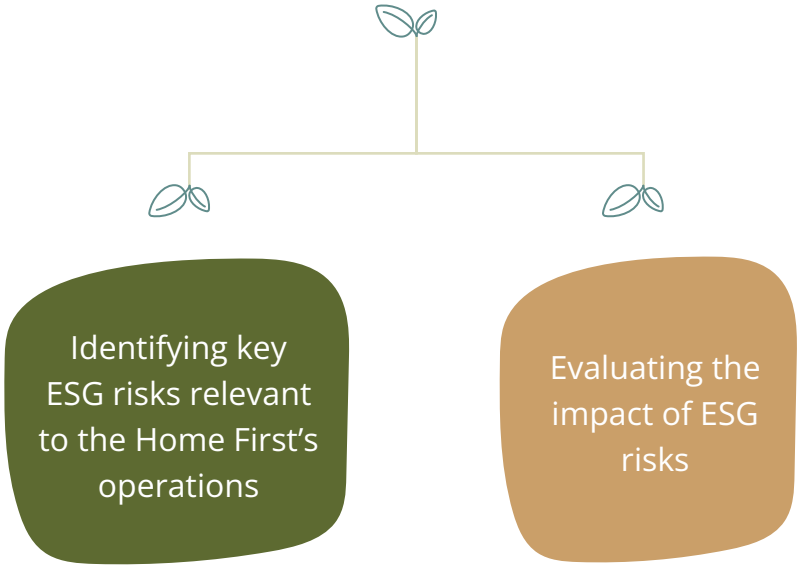 Identifying key
ESG risks relevant
to the Home First’s
operations
Evaluating the
impact of ESG
risks